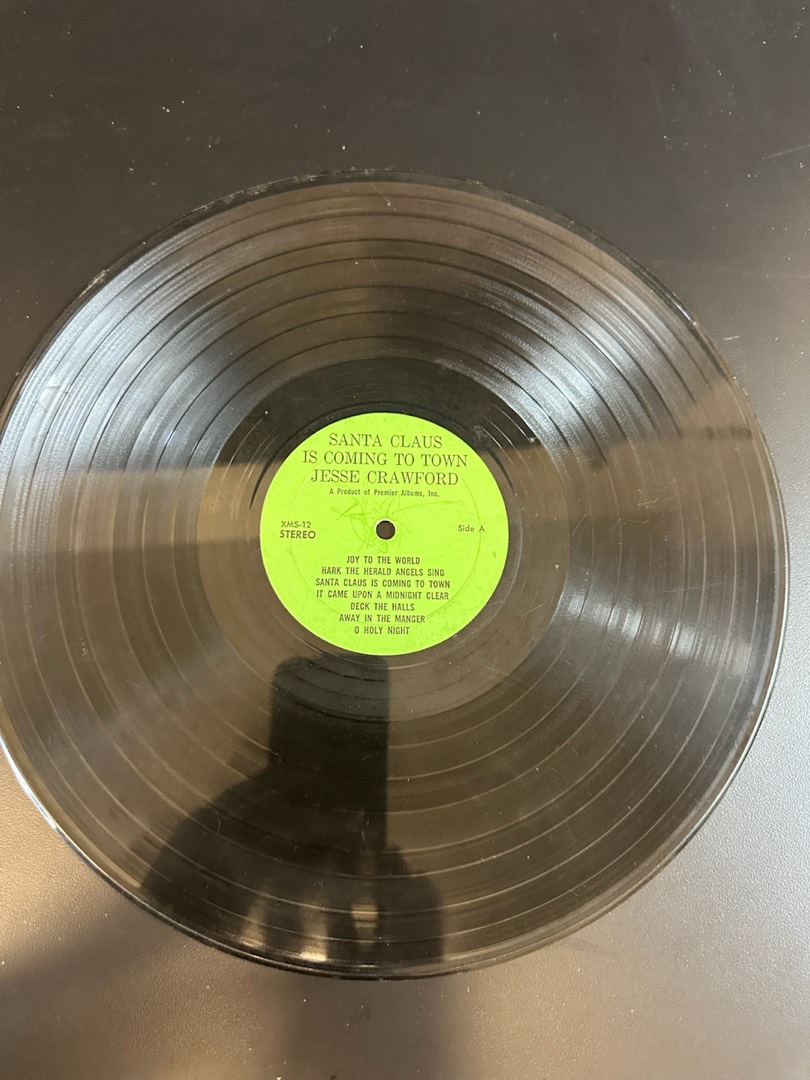 SANTA CLAUS
IS COMING TO TOWN
JESSE CRAWFORD
A Product of Premier Albums, Inc.
XMS-12
STEREO
Side A
JOY TO THE WORLD
HARK THE HERALD ANGELS SING
SANTA CLAUS IS COMING TO TOWN
IT CAME UPON A MIDNIGHT CLEAR
DECK THE HALLS
AWAY IN THE MANGER
O HOLY NIGHT